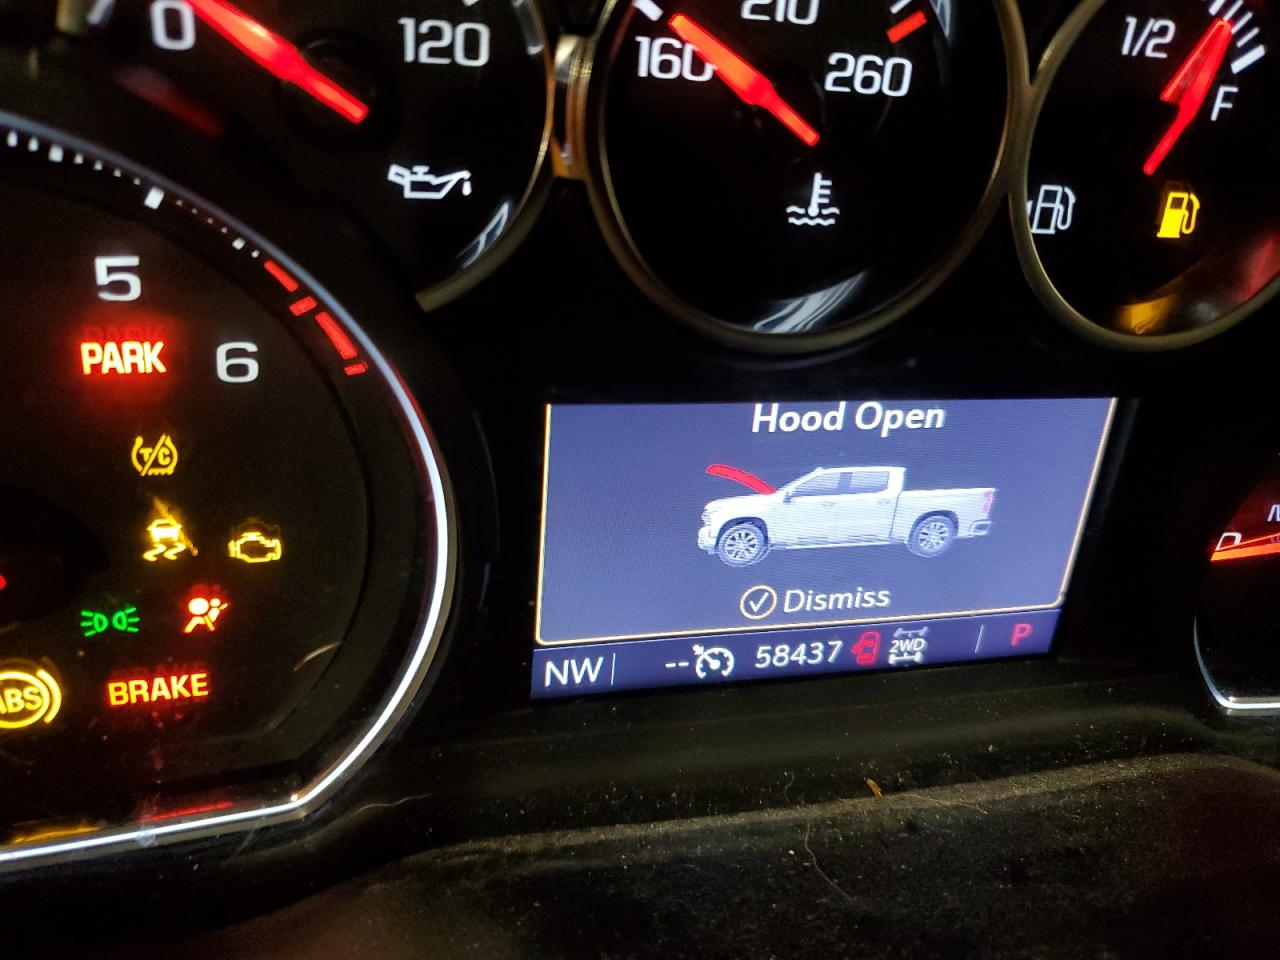 0
120
160
210
260
1/2
F
5
PARK
6
T/C
ABS
BRAKE
Hood Open
Dismiss
NW
-- 58437 2WD P